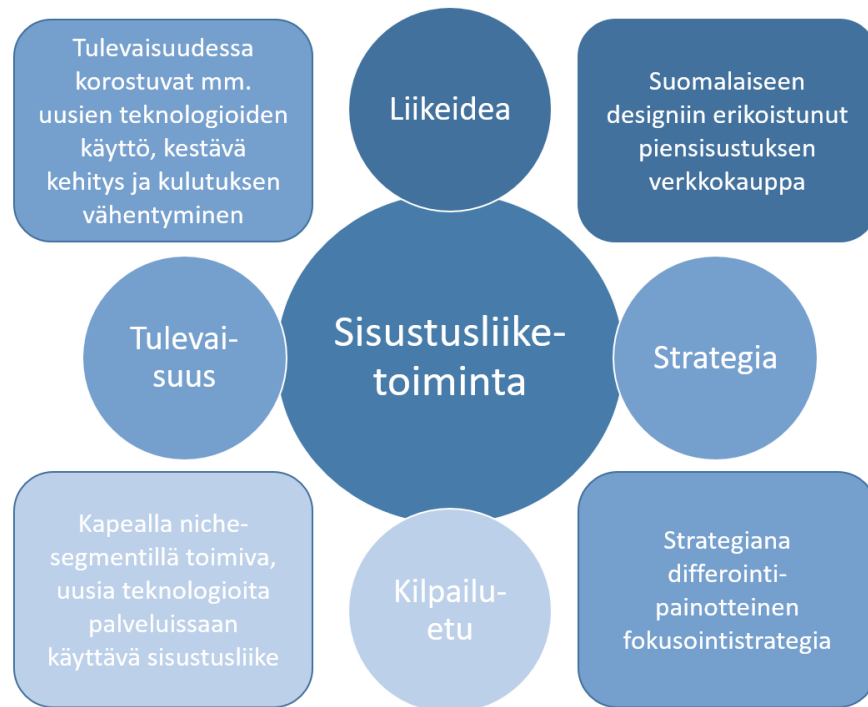 Tulevaisuudessa
korostuvat mm.
uusien teknologioiden
käyttö, kestävä
kehitys ja kulutuksen
vähentyminen
Liikeidea
Suomalaiseen
designiin erikoistunut
piensisustuksen
verkkokauppa
Tulevai-
suus
Sisustusliike-
toiminta
Strategia
Kapealla niche-
segmentillä toimiva,
uusia teknologioita
palveluissaan
käyttävä sisustusliike
Kilpailu-
etu
Strategiana
differointi-
painotteinen
fokusointistrategia